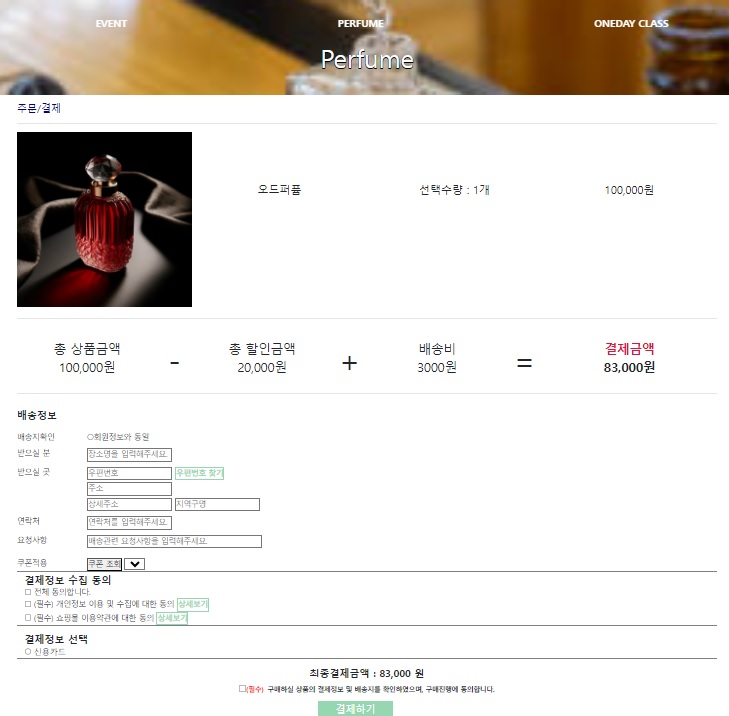 EVENT PERFUME ONEDAY CLASS
Perfume
주문/결제
오드퍼퓸 선택수량 : 1개 100,000원
총 상품금액 총 할인금액 배송비 결제금액
100,000원 - 20,000원 + 3000원 = 83,000원
배송정보
배송지확인 회원정보와 동일
받으실 분 장소명을 입력해주세요.
받으실 곳 우편번호 우편번호 찾기
주소
상세주소 지역구명
연락처 연락처를 입력해주세요.
요청사항 배송관련 요청사항을 입력해주세요.
쿠폰적용 쿠폰 조회
결제정보 수집 동의
전체 동의합니다.
(필수) 개인정보 이용 및 수집에 대한 동의 상세보기
(필수) 쇼핑몰 이용약관에 대한 동의 상세보기
결제정보 선택
신용카드
최종결제금액 : 83,000 원
(필수) 구매하실 상품의 결제정보 및 배송지를 확인하였으며, 구매진행에 동의합니다.
결제하기